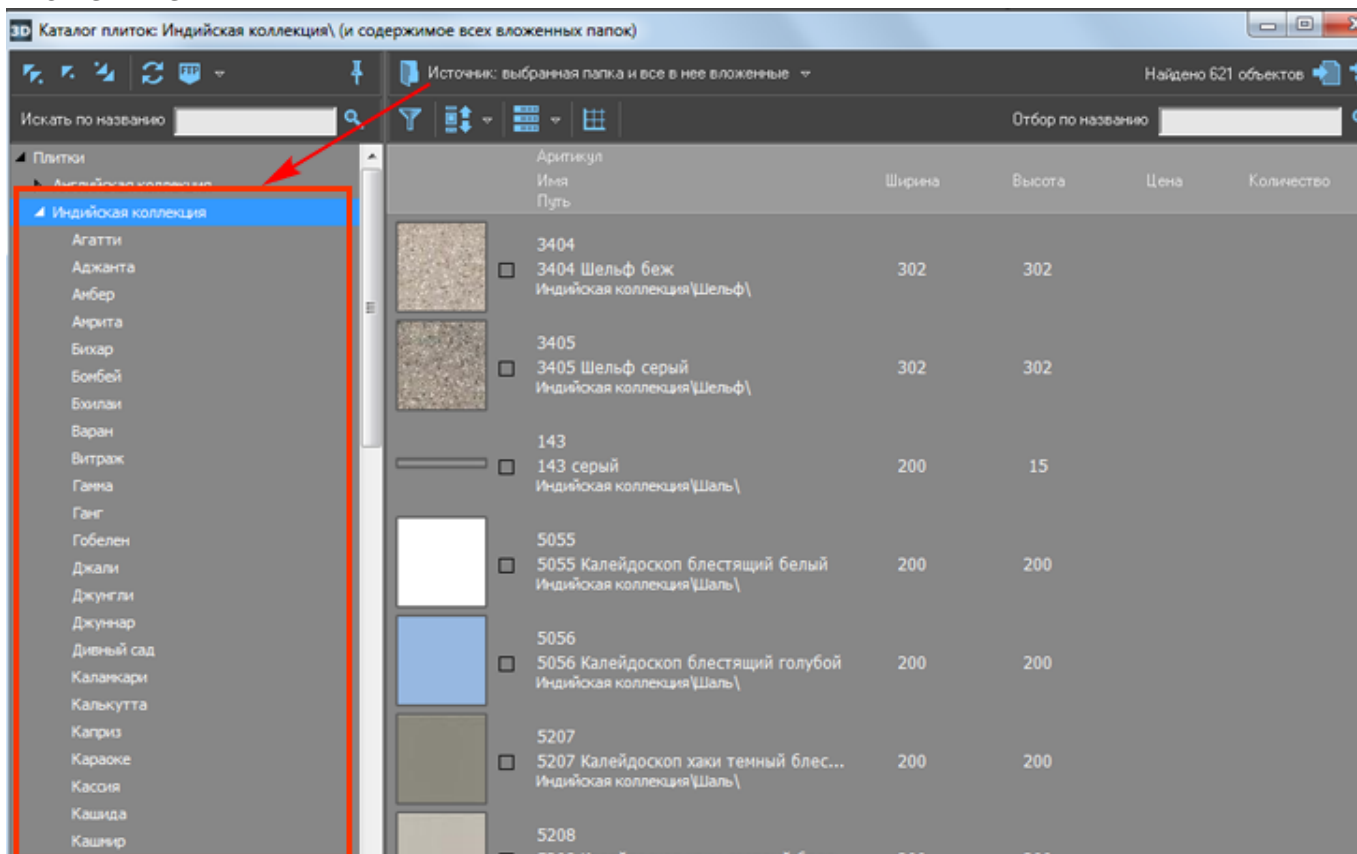 3D Каталог плиток: Индийская коллекция\ (и содержимое всех вложенных папок)
FTP
Источник: выбранная папка и все в нее вложенные
Найдено 621 объектов
Искать по названию
Отбор по названию
Плитки
Английская коллекция
Индийская коллекция
Агатти
Аджанта
Амбер
Амрита
Бихар
Бомбей
Бхилаи
Варан
Витраж
Гамма
Ганг
Гобелен
Джали
Джунгли
Джуннар
Дивный сад
Каламкари
Калькутта
Каприз
Караоке
Кассия
Кашида
Кашмир
Аритикул
Имя
Путь
Ширина
Высота
Цена
Количество
3404
3404 Шельф беж
Индийская коллекция\Шельф\
302
302
3405
3405 Шельф серый
Индийская коллекция\Шельф\
302
302
143
143 серый
Индийская коллекция\Шаль\
200
15
5055
5055 Калейдоскоп блестящий белый
Индийская коллекция\Шаль\
200
200
5056
5056 Калейдоскоп блестящий голубой
Индийская коллекция\Шаль\
200
200
5207
5207 Калейдоскоп хаки темный блес...
Индийская коллекция\Шаль\
200
200
5208